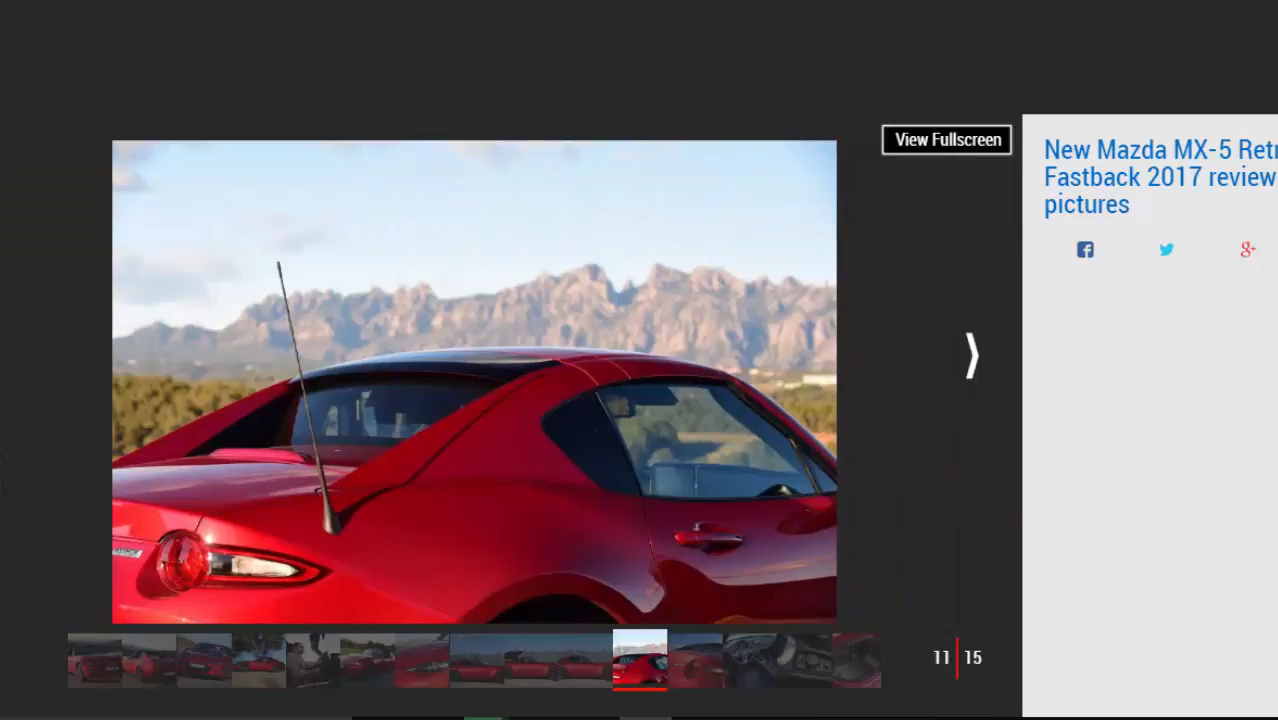 View Fullscreen
New Mazda MX-5 Retr
Fastback 2017 review
pictures
11 15